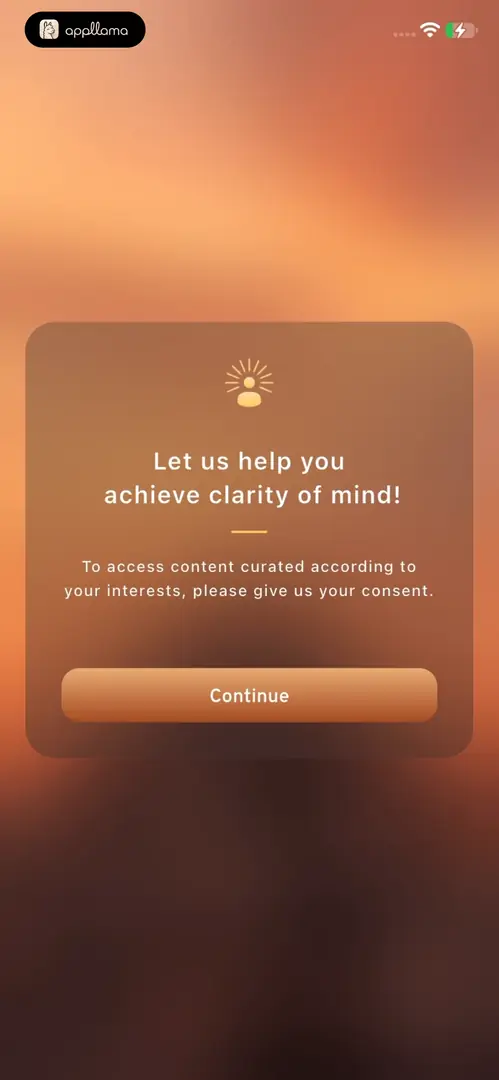 appllama
Let us help you
achieve clarity of mind!
To access content curated according to
your interests, please give us your consent.
Continue